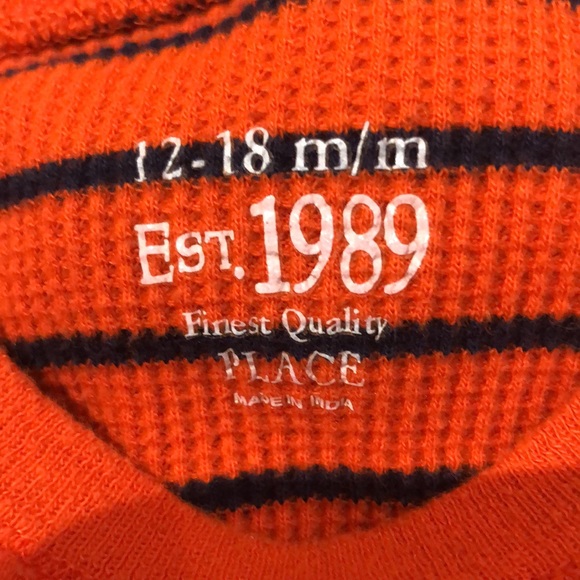 12-18 m/m
EST. 1989
Finest Quality
PLACE
MADE IN INDIA